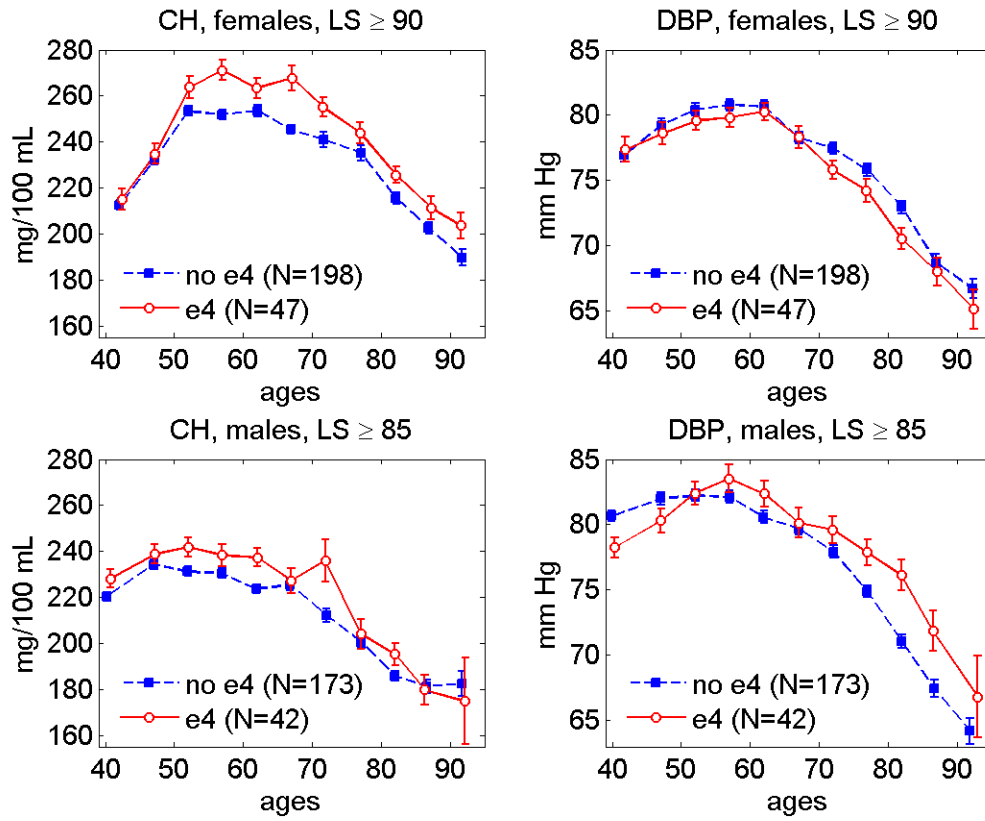 CH, females, LS ≥ 90
280
260
240
220
200
180
160
mg/100 mL
no e4 (N=198)
e4 (N=47)
40 50 60 70 80 90
ages
DBP, females, LS ≥ 90
85
80
75
70
65
mm Hg
no e4 (N=198)
e4 (N=47)
40 50 60 70 80 90
ages
CH, males, LS ≥ 85
280
260
240
220
200
180
160
mg/100 mL
no e4 (N=173)
e4 (N=42)
40 50 60 70 80 90
ages
DBP, males, LS ≥ 85
85
80
75
70
65
mm Hg
no e4 (N=173)
e4 (N=42)
40 50 60 70 80 90
ages